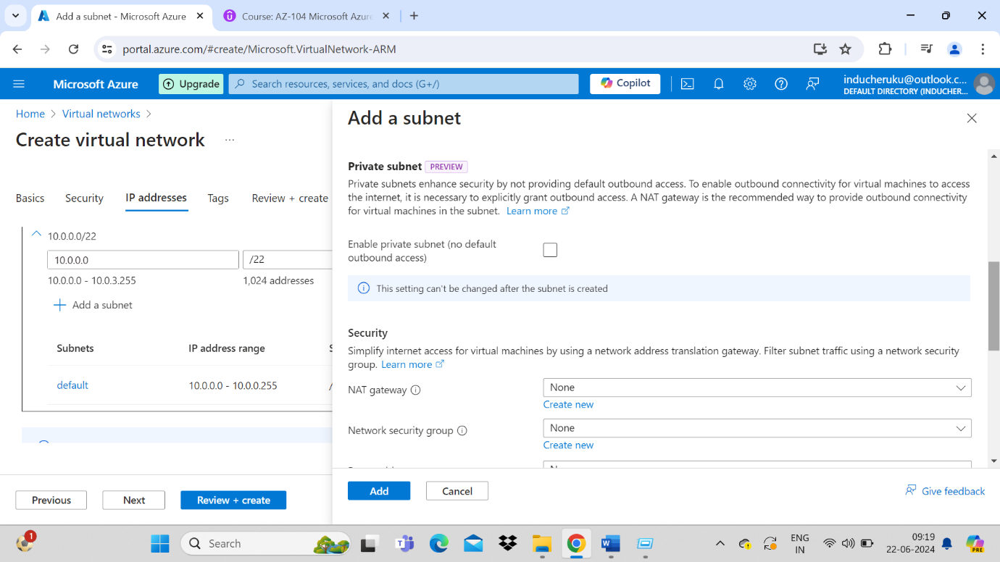 Add a subnet - Microsoft Azure
Course: AZ-104 Microsoft Azur
portal.azure.com/#create/Microsoft.VirtualNetwork-ARM
Microsoft Azure
Upgrade
Search resources, services, and docs (G+/)
Copilot
inducheruku@outlook.c...
DEFAULT DIRECTORY (INDUCHER...
Home > Virtual networks >
Create virtual network ...
Basics Security IP addresses Tags Review + create
10.0.0.0/22
10.0.0.0 /22
10.0.0.0 - 10.0.3.255 1,024 addresses
+ Add a subnet
Subnets IP address range S
default 10.0.0.0 - 10.0.0.255 /
Previous Next Review + create
Add a subnet
Private subnet PREVIEW
Private subnets enhance security by not providing default outbound access. To enable outbound connectivity for virtual machines to access
the internet, it is necessary to explicitly grant outbound access. A NAT gateway is the recommended way to provide outbound connectivity
for virtual machines in the subnet. Learn more
Enable private subnet (no default
outbound access)
This setting can't be changed after the subnet is created
Security
Simplify internet access for virtual machines by using a network address translation gateway. Filter subnet traffic using a network security
group. Learn more
NAT gateway None
Create new
Network security group None
Create new
Add Cancel Give feedback
1
Search
ENG
IN
09:19
22-06-2024
PRE